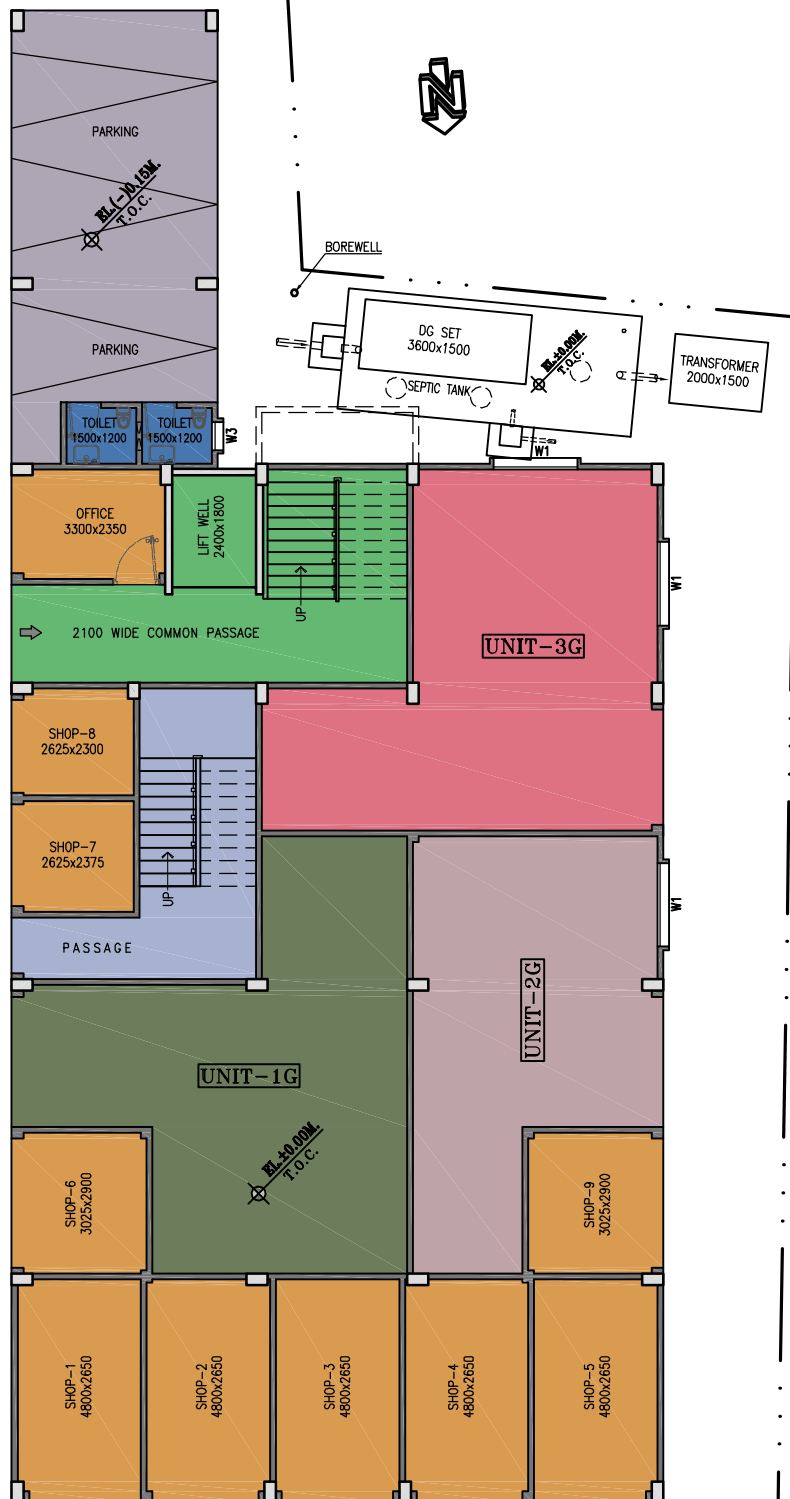 N
PARKING
EL.(-)0.15M.
T.O.C.
BOREWELL
DG SET
3600x1500
EL.±0.00M.
T.O.C.
SEPTIC TANK
TRANSFORMER
2000x1500
PARKING
TOILET
1500x1200
TOILET
1500x1200
W3
W1
OFFICE
3300x2350
LIFT WELL
2400x1800
UP
W1
2100 WIDE COMMON PASSAGE
UNIT-3G
SHOP-8
2625x2300
SHOP-7
2625x2375
UP
W1
PASSAGE
UNIT-2G
UNIT-1G
EL.±0.00M.
T.O.C.
SHOP-6
3025x2900
SHOP-9
3025x2900
SHOP-1
4800x2650
SHOP-2
4800x2650
SHOP-3
4800x2650
SHOP-4
4800x2650
SHOP-5
4800x2650